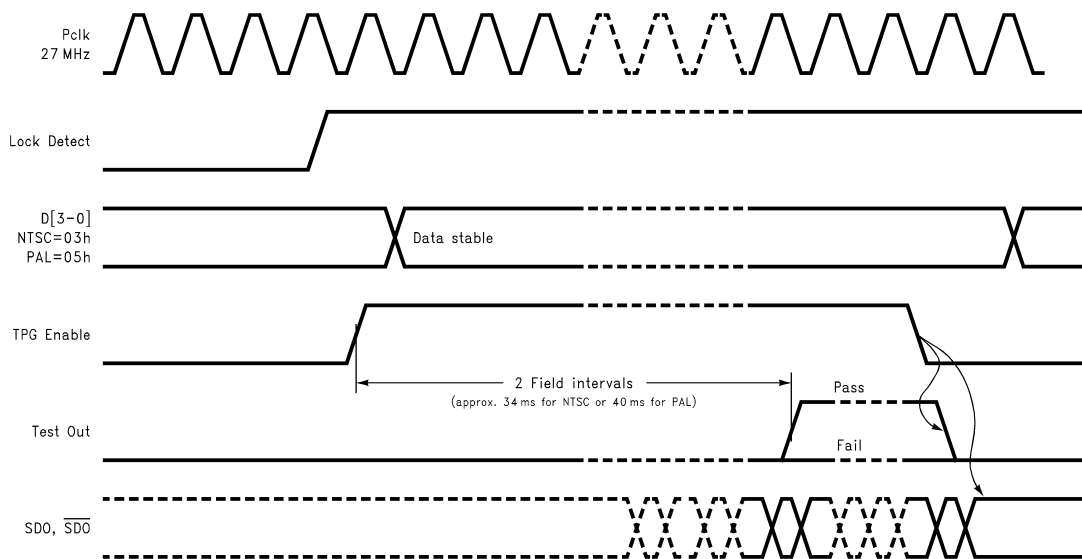 Pclk
27 MHz
Lock Detect
D[3-0]
NTSC=03h
PAL=05h
Data stable
TPG Enable
2 Field intervals
(approx. 34 ms for NTSC or 40 ms for PAL)
Pass
Test Out
Fail
SDO, SDO